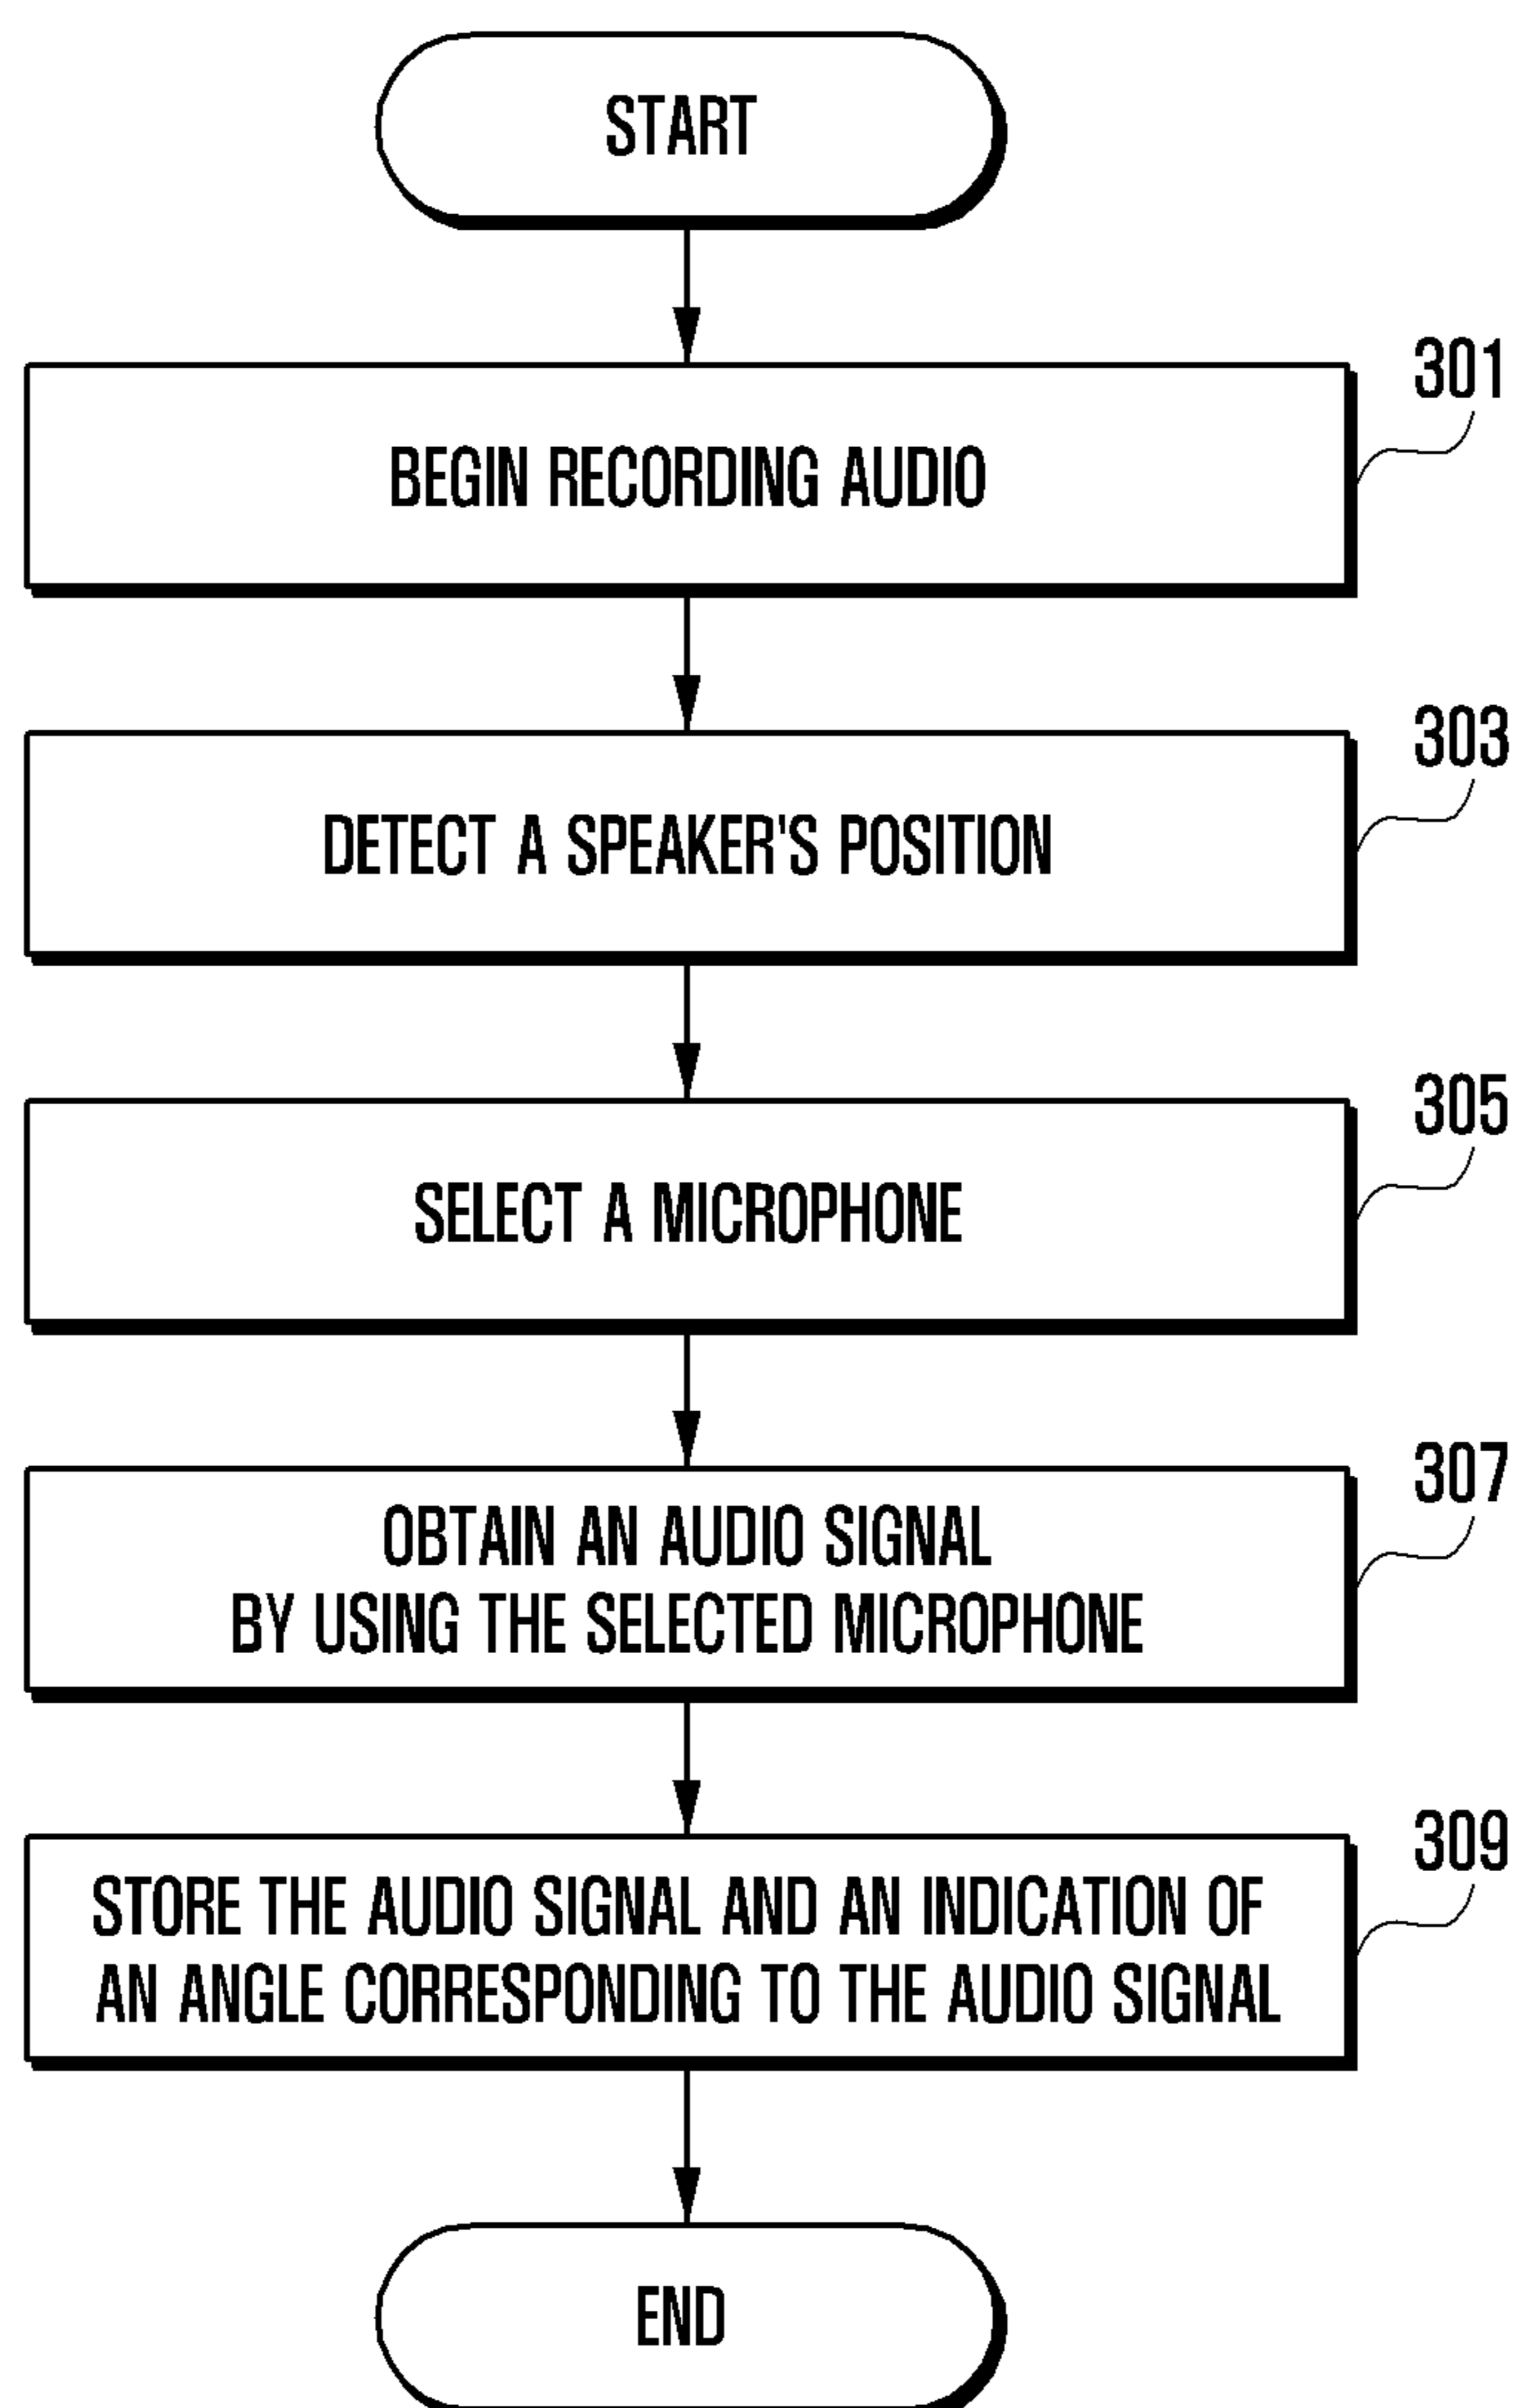 START
301
BEGIN RECORDING AUDIO
303
DETECT A SPEAKER'S POSITION
305
SELECT A MICROPHONE
307
OBTAIN AN AUDIO SIGNAL
BY USING THE SELECTED MICROPHONE
309
STORE THE AUDIO SIGNAL AND AN INDICATION OF
AN ANGLE CORRESPONDING TO THE AUDIO SIGNAL
END